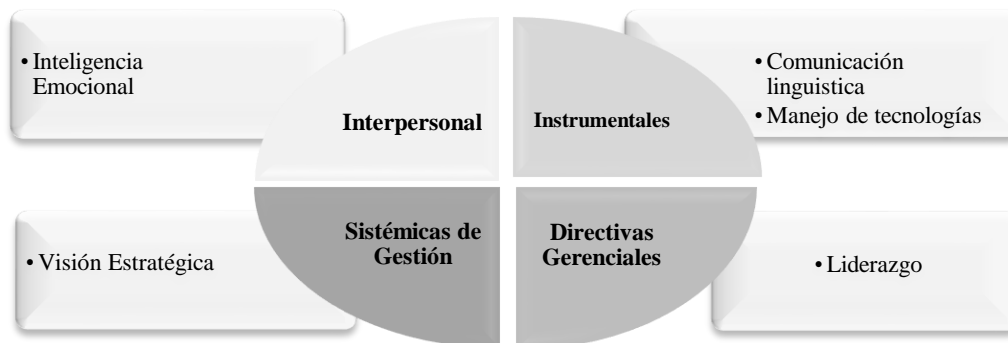 • Inteligencia
Emocional
Interpersonal
Instrumentales
• Comunicación
linguistica
• Manejo de tecnologías
• Visión Estratégica
Sistémicas de
Gestión
Directivas
Gerenciales
• Liderazgo